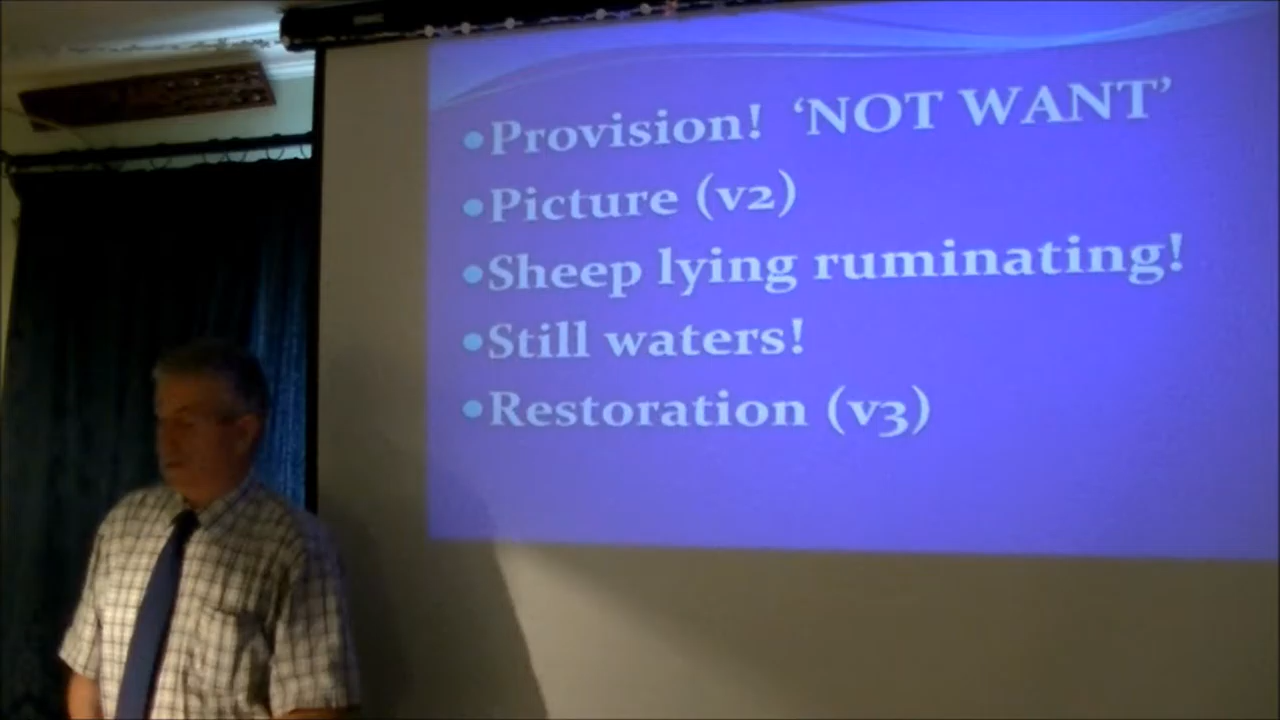 •Provision! ‘NOT WANT’
•Picture (v2)
•Sheep lying ruminating!
•Still waters!
•Restoration (v3)